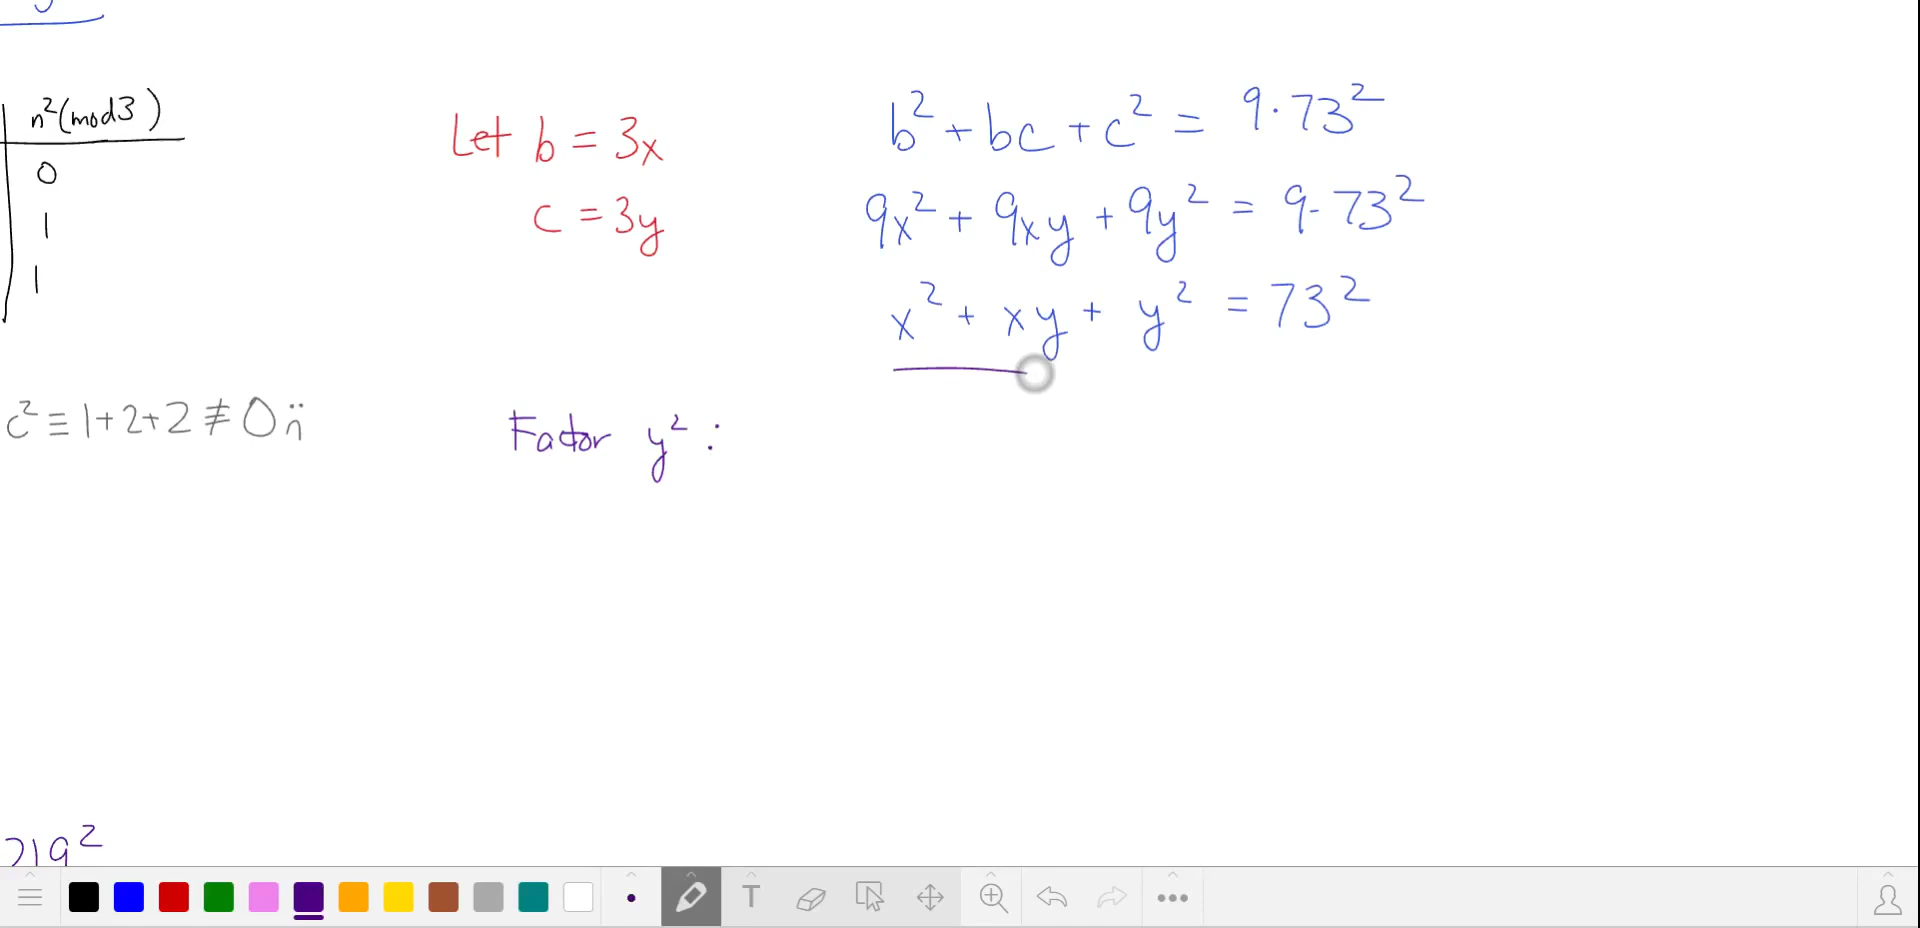 n²(mod3)
0
1
1
Let b = 3x
c = 3y
b² + bc + c² = 9·73²
9x² + 9xy + 9y² = 9·73²
x² + xy + y² = 73²
c² ≡ 1+2+2 ≢ 0
Factor y² :
219²
T